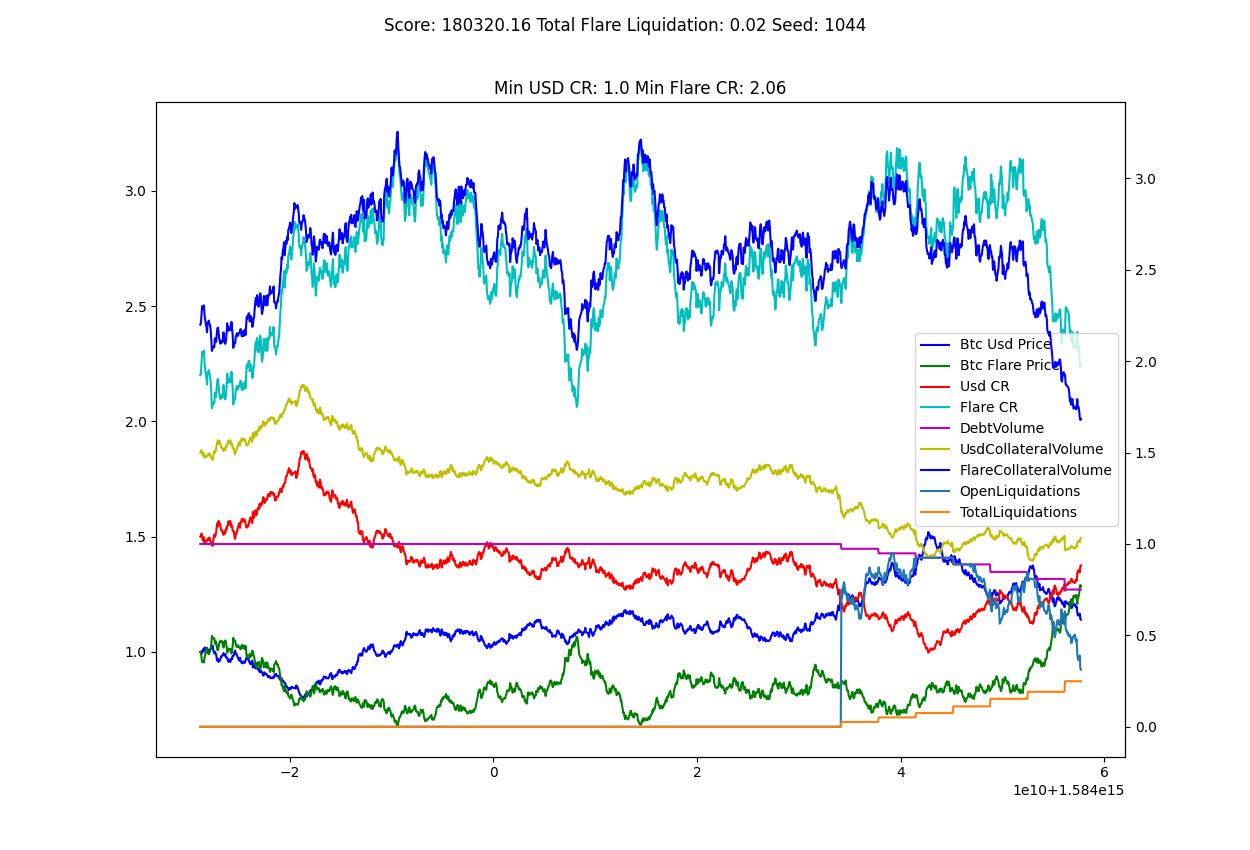 Score: 180320.16 Total Flare Liquidation: 0.02 Seed: 1044
Min USD CR: 1.0 Min Flare CR: 2.06
3.0
2.5
2.0
1.5
1.0
3.0
2.5
2.0
1.5
1.0
0.5
0.0
Btc Usd Price
Btc Flare Price
Usd CR
Flare CR
DebtVolume
UsdCollateralVolume
FlareCollateralVolume
OpenLiquidations
TotalLiquidations
−2
0
2
4
6
1e10+1.584e15